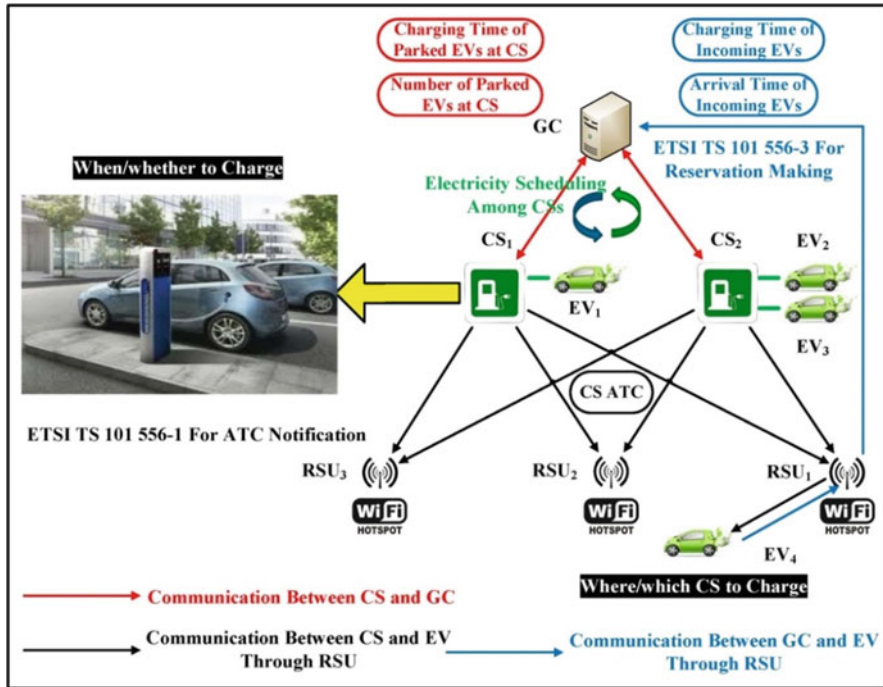 Charging Time of
Parked EVs at CS
Charging Time of
Incoming EVs
Number of Parked
EVs at CS
Arrival Time of
Incoming EVs
GC
ETSI TS 101 556-3 For
Reservation Making
When/whether to Charge
Electricity Scheduling
Among CSs
CS₁
CS₂
EV₂
EV₁
EV₃
CS ATC
ETSI TS 101 556-1 For ATC Notification
RSU₃
RSU₂
RSU₁
WiFi
HOTSPOT
WiFi
HOTSPOT
WiFi
HOTSPOT
EV₄
Where/which CS to Charge
Communication Between CS and GC
Communication Between CS and EV
Through RSU
Communication Between GC and EV
Through RSU